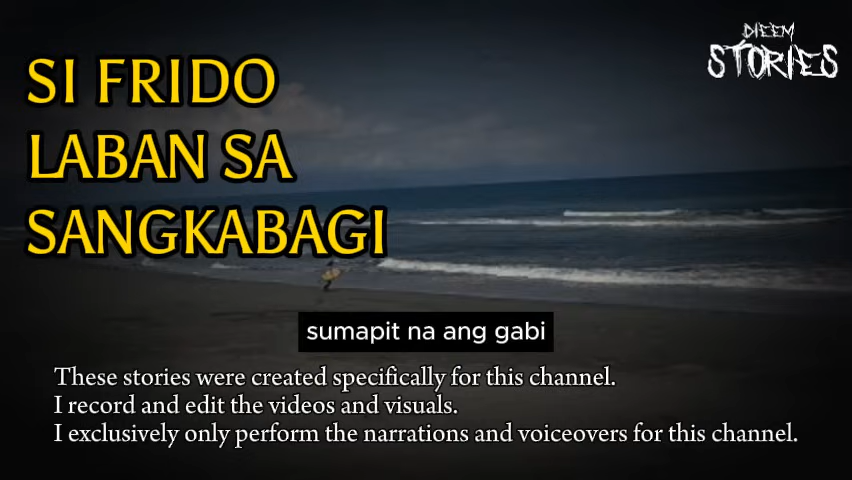 DIEEM
STORIES
SI FRIDO
LABAN SA
SANGKABAGI
sumapit na ang gabi
These stories were created specifically for this channel.
I record and edit the videos and visuals.
I exclusively only perform the narrations and voiceovers for this channel.